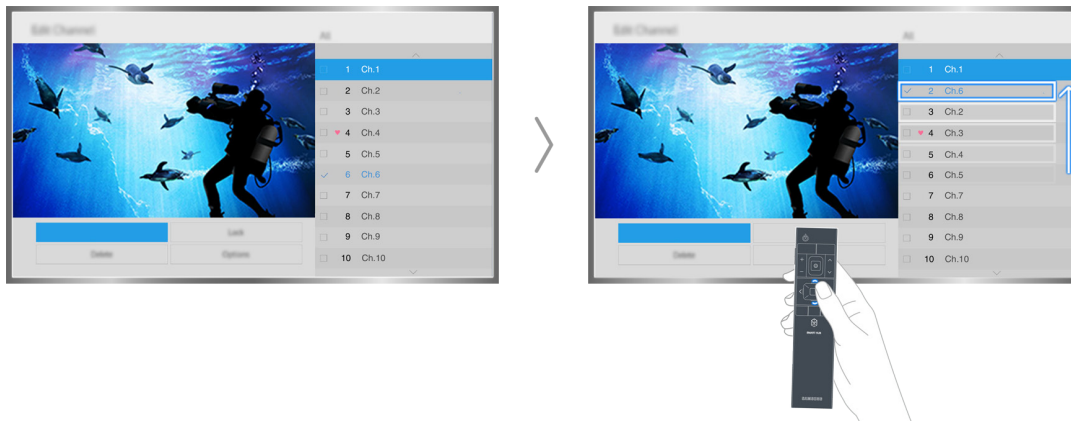 Edit Channel
All
1 Ch.1
2 Ch.2
3 Ch.3
♥ 4 Ch.4
5 Ch.5
✓ 6 Ch.6
7 Ch.7
8 Ch.8
9 Ch.9
10 Ch.10
Lock
Delete
Options
Edit Channel
All
1 Ch.1
✓ 2 Ch.6
3 Ch.2
♥ 4 Ch.3
5 Ch.4
6 Ch.5
7 Ch.7
8 Ch.8
9 Ch.9
10 Ch.10
Delete
SAMSUNG